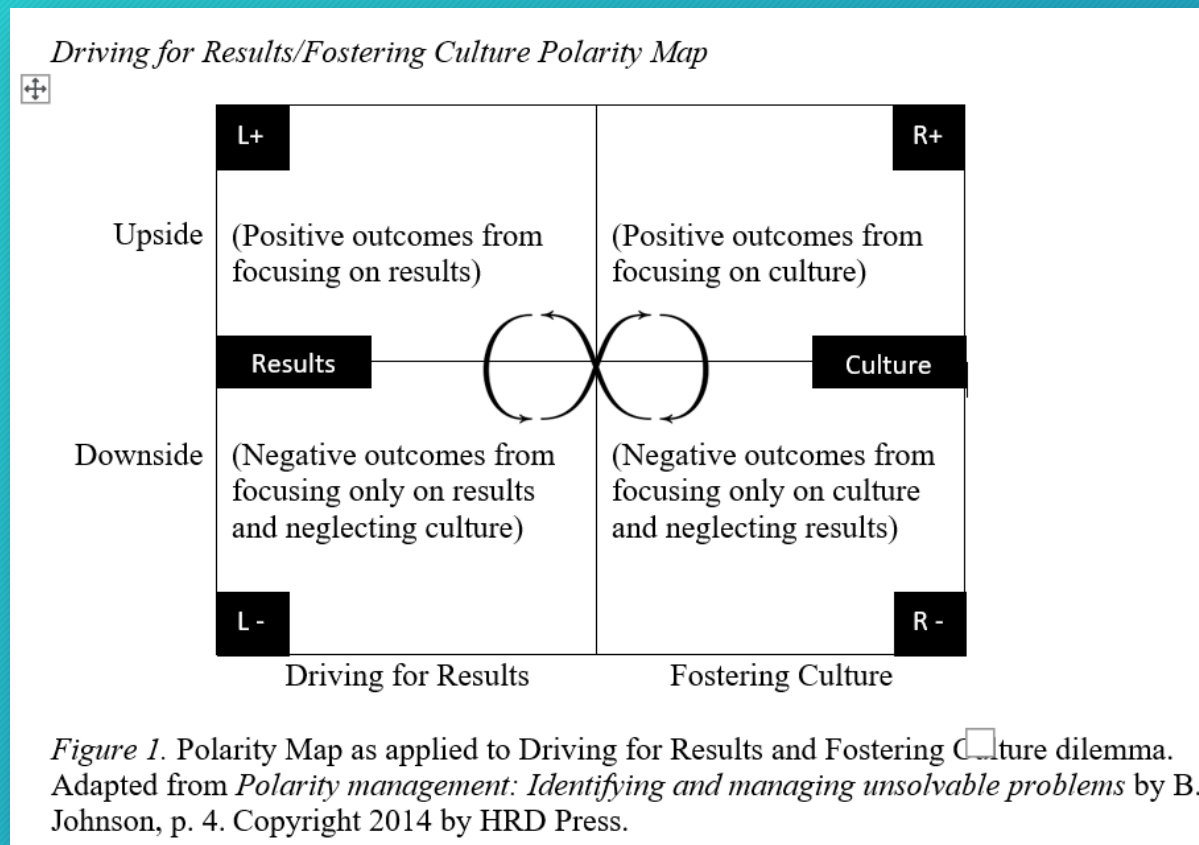 Driving for Results/Fostering Culture Polarity Map
L+
R+
Upside
(Positive outcomes from
focusing on results)
(Positive outcomes from
focusing on culture)
Results
Culture
Downside
(Negative outcomes from
focusing only on results
and neglecting culture)
(Negative outcomes from
focusing only on culture
and neglecting results)
L -
R -
Driving for Results
Fostering Culture
Figure 1. Polarity Map as applied to Driving for Results and Fostering Culture dilemma.
Adapted from Polarity management: Identifying and managing unsolvable problems by B.
Johnson, p. 4. Copyright 2014 by HRD Press.